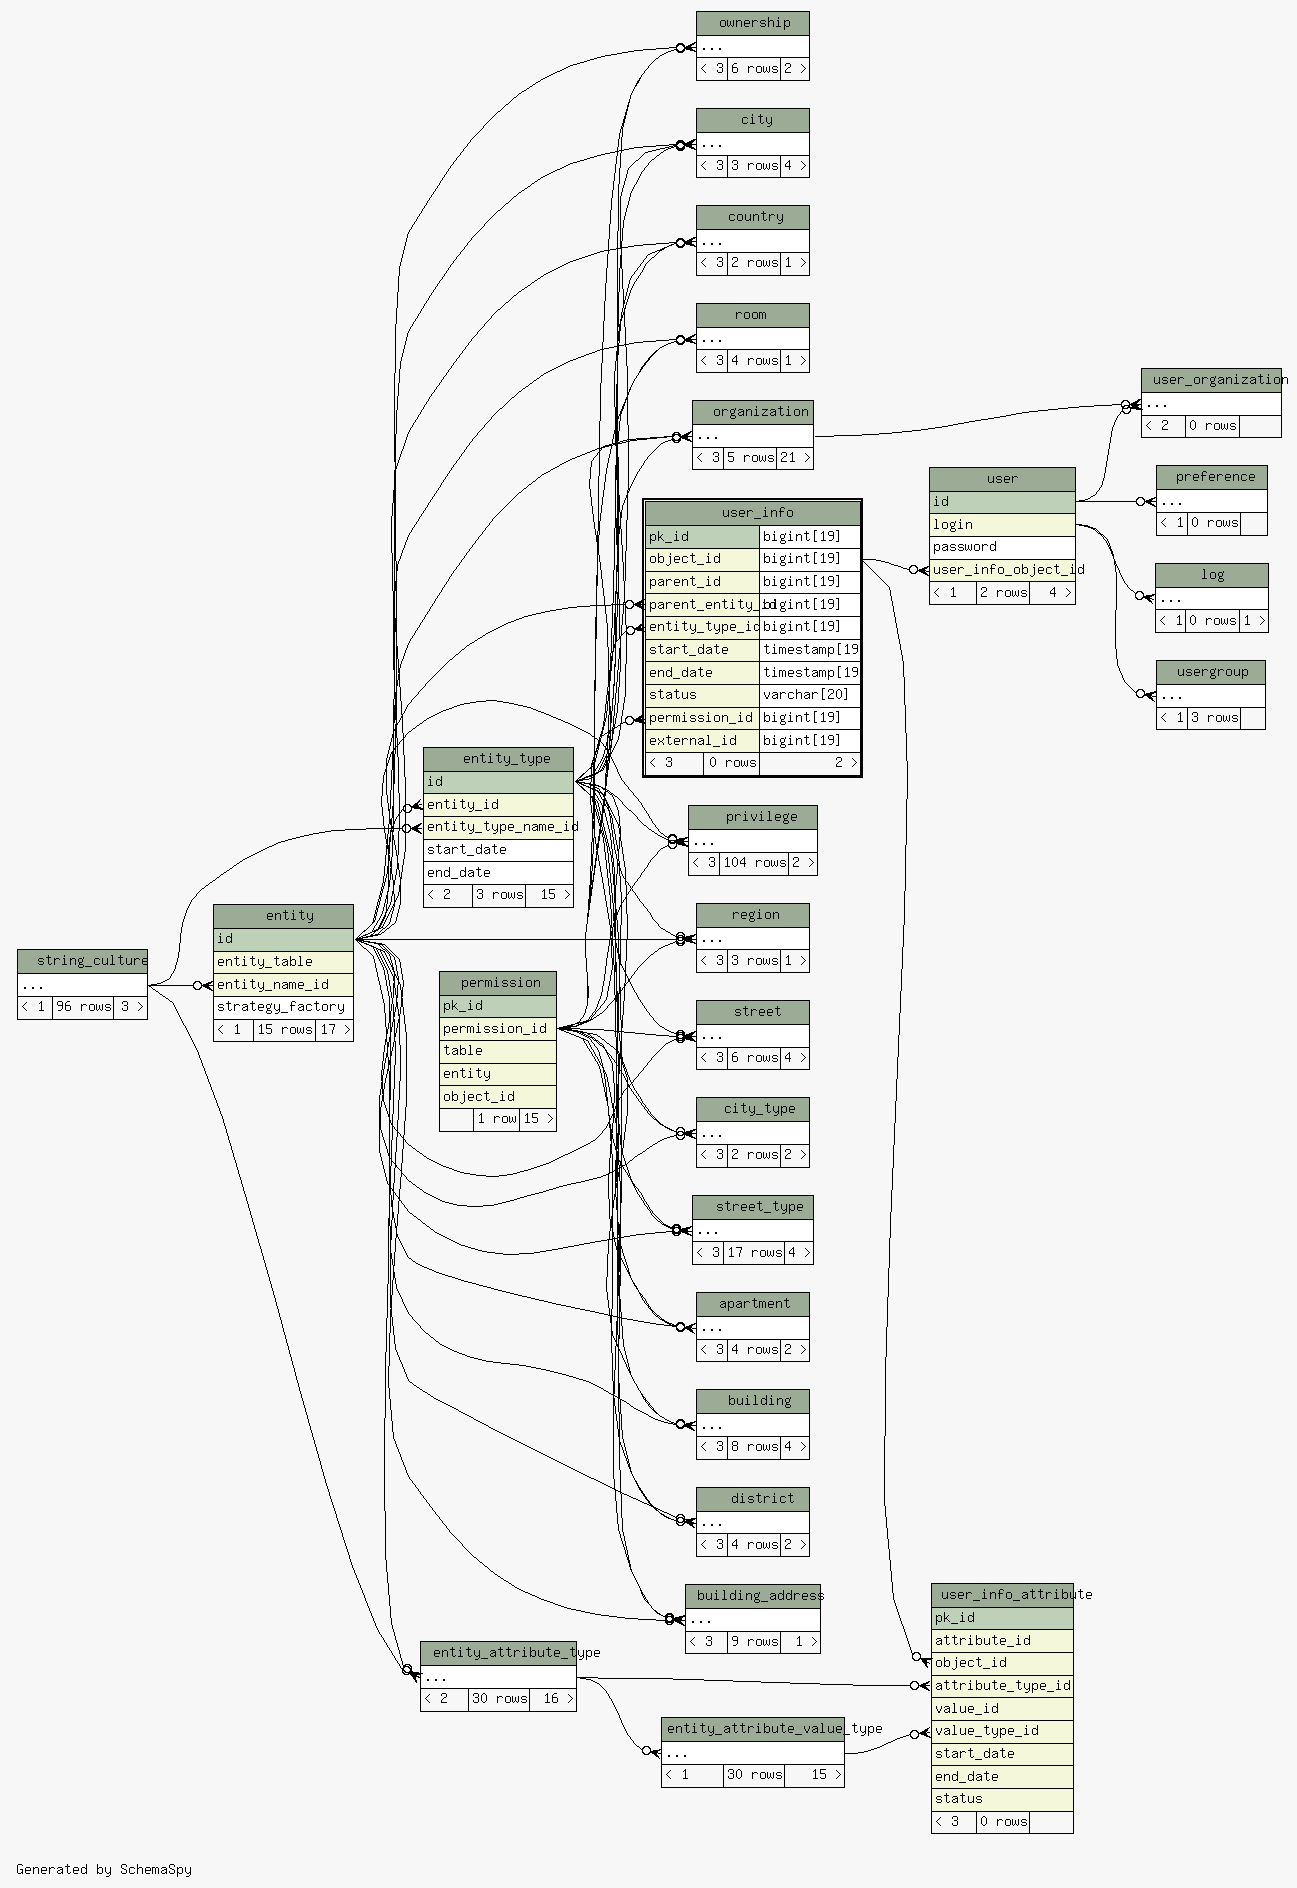 ownership
...
< 3 6 rows 2 >
city
...
< 3 3 rows 4 >
country
...
< 3 2 rows 1 >
room
...
< 3 4 rows 1 >
organization
...
< 3 5 rows 21 >
user_organization
...
< 2 0 rows
user
id
login
password
user_info_object_id
< 1 2 rows 4 >
preference
...
< 1 0 rows
log
...
< 1 0 rows 1 >
usergroup
...
< 1 3 rows
user_info
pk_id bigint[19]
object_id bigint[19]
parent_id bigint[19]
parent_entity_id bigint[19]
entity_type_id bigint[19]
start_date timestamp[19
end_date timestamp[19
status varchar[20]
permission_id bigint[19]
external_id bigint[19]
< 3 0 rows 2 >
entity_type
id
entity_id
entity_type_name_id
start_date
end_date
< 2 3 rows 15 >
privilege
...
< 3 104 rows 2 >
entity
id
entity_table
entity_name_id
strategy_factory
< 1 15 rows 17 >
string_culture
...
< 1 96 rows 3 >
region
...
< 3 3 rows 1 >
permission
pk_id
permission_id
table
entity
object_id
1 row 15 >
street
...
< 3 6 rows 4 >
city_type
...
< 3 2 rows 2 >
street_type
...
< 3 17 rows 4 >
apartment
...
< 3 4 rows 2 >
building
...
< 3 8 rows 4 >
district
...
< 3 4 rows 2 >
building_address
...
< 3 9 rows 1 >
entity_attribute_type
...
< 2 30 rows 16 >
entity_attribute_value_type
...
< 1 30 rows 15 >
user_info_attribute
pk_id
attribute_id
object_id
attribute_type_id
value_id
value_type_id
start_date
end_date
status
< 3 0 rows
Generated by SchemaSpy